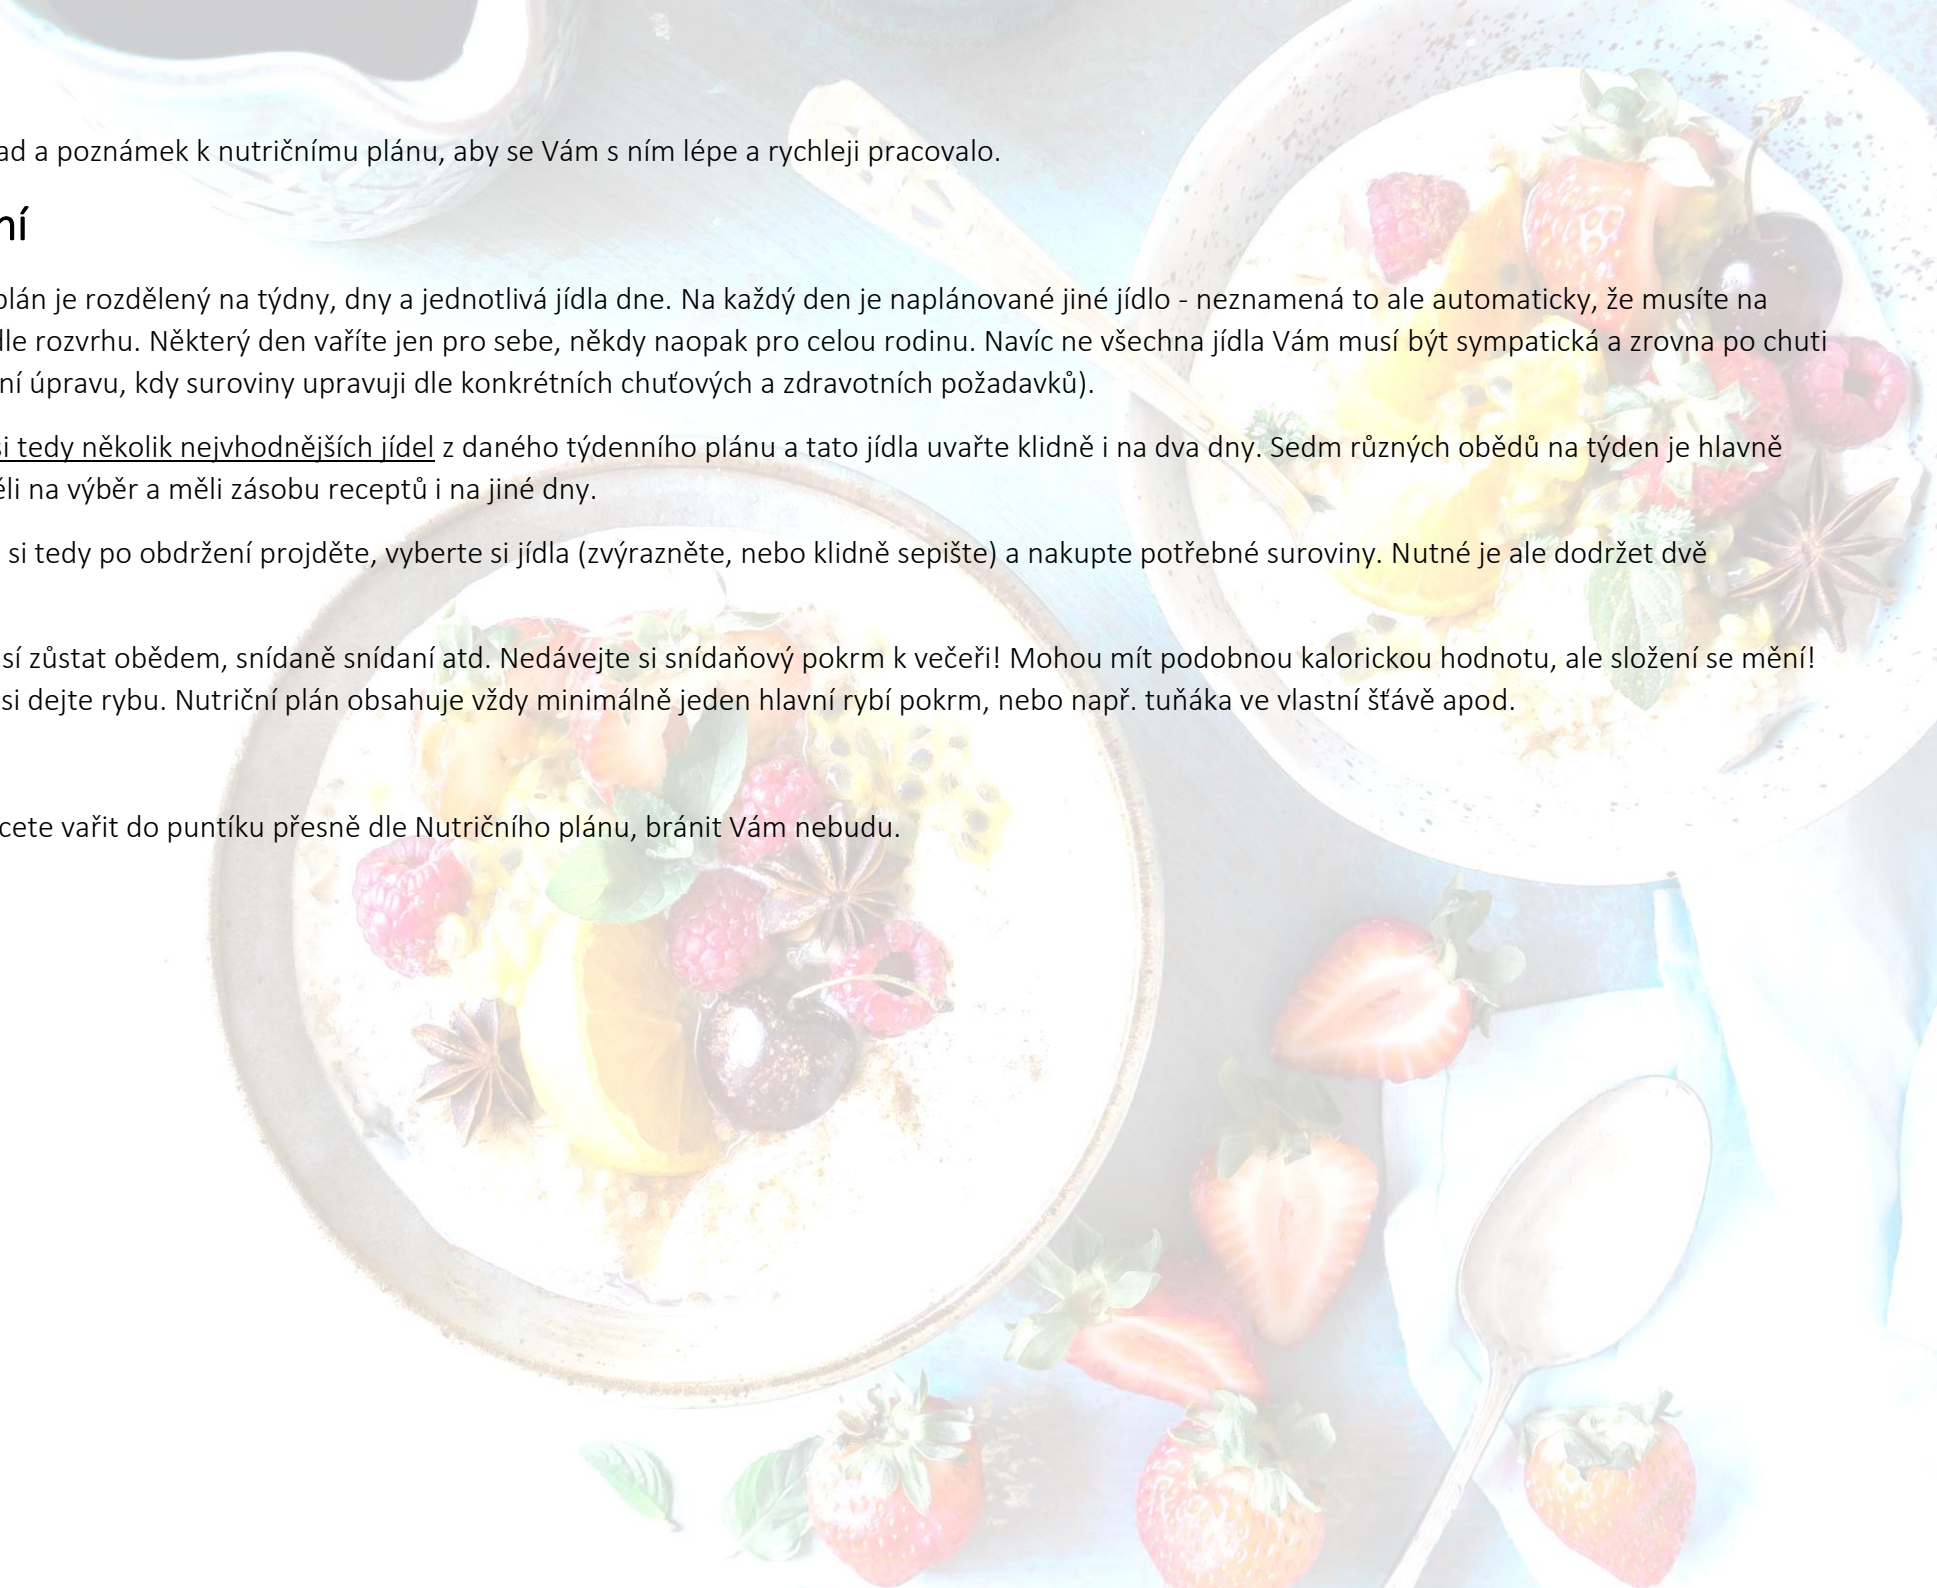 ad a poznámek k nutričnímu plánu, aby se Vám s ním lépe a rychleji pracovalo.
ní
plán je rozdělený na týdny, dny a jednotlivá jídla dne. Na každý den je naplánované jiné jídlo - neznamená to ale automaticky, že musíte na
dle rozvrhu. Některý den vaříte jen pro sebe, někdy naopak pro celou rodinu. Navíc ne všechna jídla Vám musí být sympatická a zrovna po chuti
ní úpravu, kdy suroviny upravuji dle konkrétních chuťových a zdravotních požadavků).
si tedy několik nejvhodnějších jídel z daného týdenního plánu a tato jídla uvařte klidně i na dva dny. Sedm různých obědů na týden je hlavně
ěli na výběr a měli zásobu receptů i na jiné dny.
si tedy po obdržení projděte, vyberte si jídla (zvýrazněte, nebo klidně sepište) a nakupte potřebné suroviny. Nutné je ale dodržet dvě
sí zůstat obědem, snídaně snídaní atd. Nedávejte si snídaňový pokrm k večeři! Mohou mít podobnou kalorickou hodnotu, ale složení se mění!
si dejte rybu. Nutriční plán obsahuje vždy minimálně jeden hlavní rybí pokrm, nebo např. tuňáka ve vlastní šťávě apod.
cete vařit do puntíku přesně dle Nutričního plánu, bránit Vám nebudu.